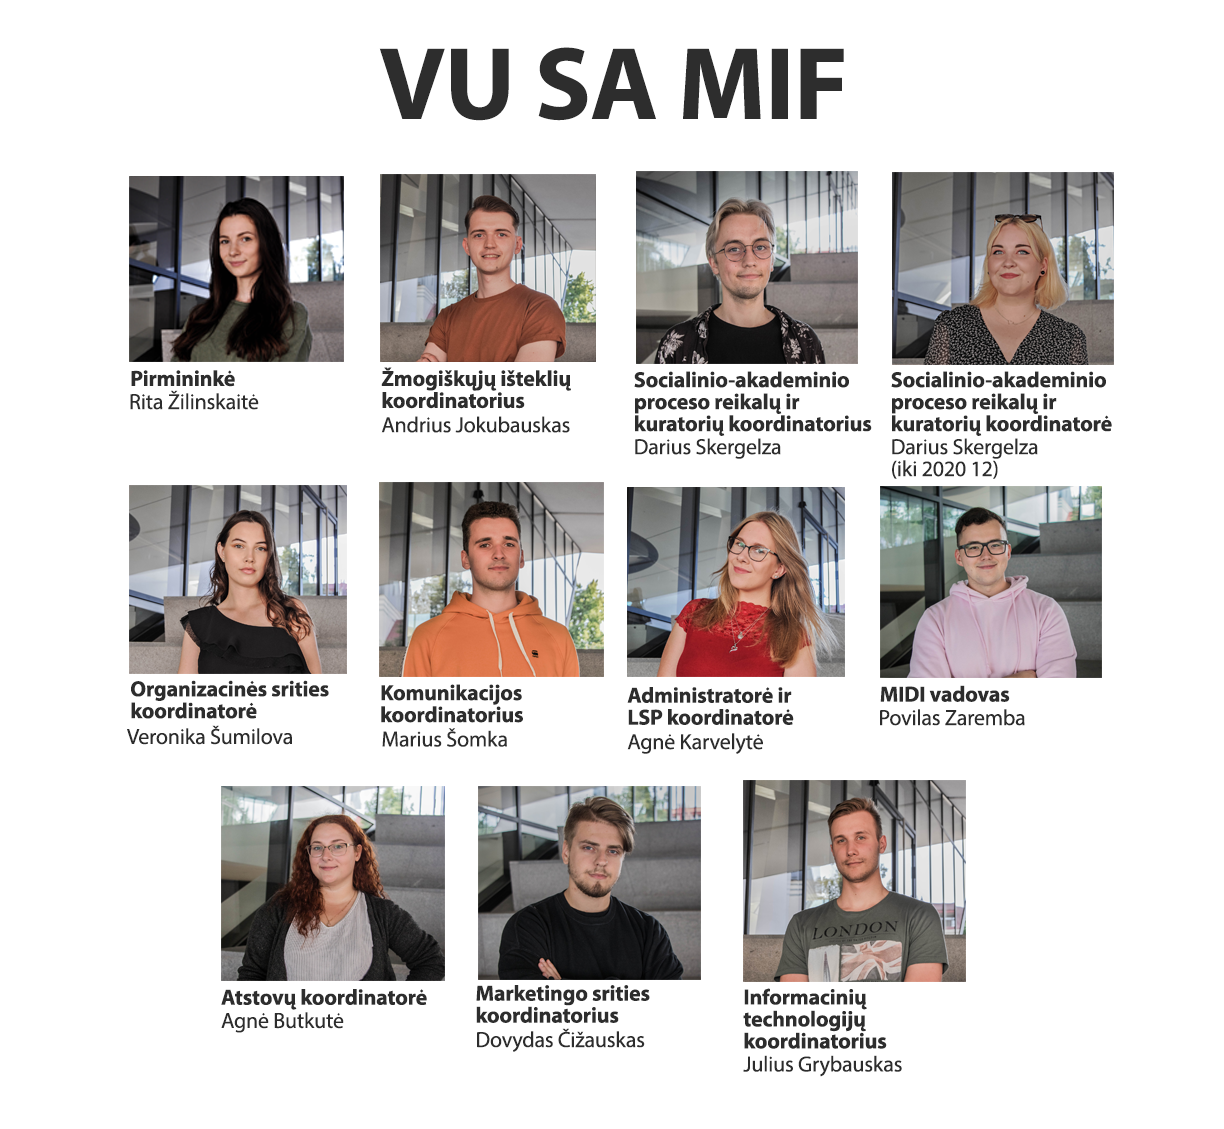 VU SA MIF
Pirmininkė
Rita Žilinskaitė
Žmogiškųjų išteklių
koordinatorius
Andrius Jokubauskas
Socialinio-akademinio
proceso reikalų ir
kuratorių koordinatorius
Darius Skergelza
Socialinio-akademinio
proceso reikalų ir
kuratorių koordinatorė
Darius Skergelza
(iki 2020 12)
Organizacinės srities
koordinatorė
Veronika Šumilova
Komunikacijos
koordinatorius
Marius Šomka
Administratorė ir
LSP koordinatorė
Agnė Karvelytė
MIDI vadovas
Povilas Zaremba
Atstovų koordinatorė
Agnė Butkutė
Marketingo srities
koordinatorius
Dovydas Čižauskas
LONDON
Informacinių
technologijų
koordinatorius
Julius Grybauskas